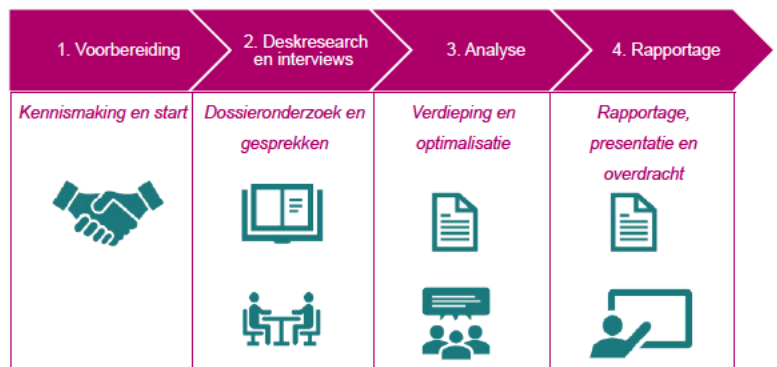 1. Voorbereiding
2. Deskresearch
en interviews
3. Analyse
4. Rapportage
Kennismaking en start
Dossieronderzoek en
gesprekken
Verdieping en
optimalisatie
Rapportage,
presentatie en
overdracht